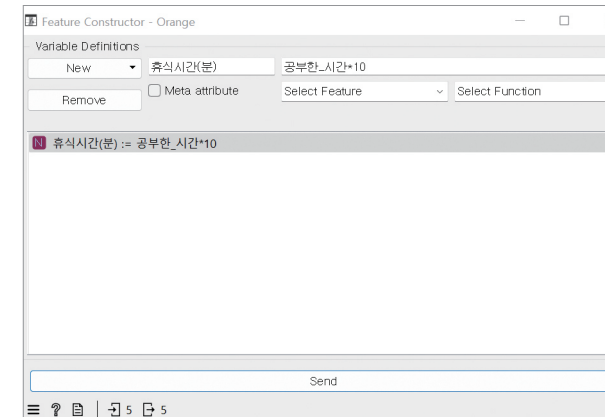 Feature Constructor - Orange
Variable Definitions
New 휴식시간(분) 공부한_시간*10
Remove Meta attribute Select Feature Select Function
N 휴식시간(분) := 공부한_시간*10
Send
5 5